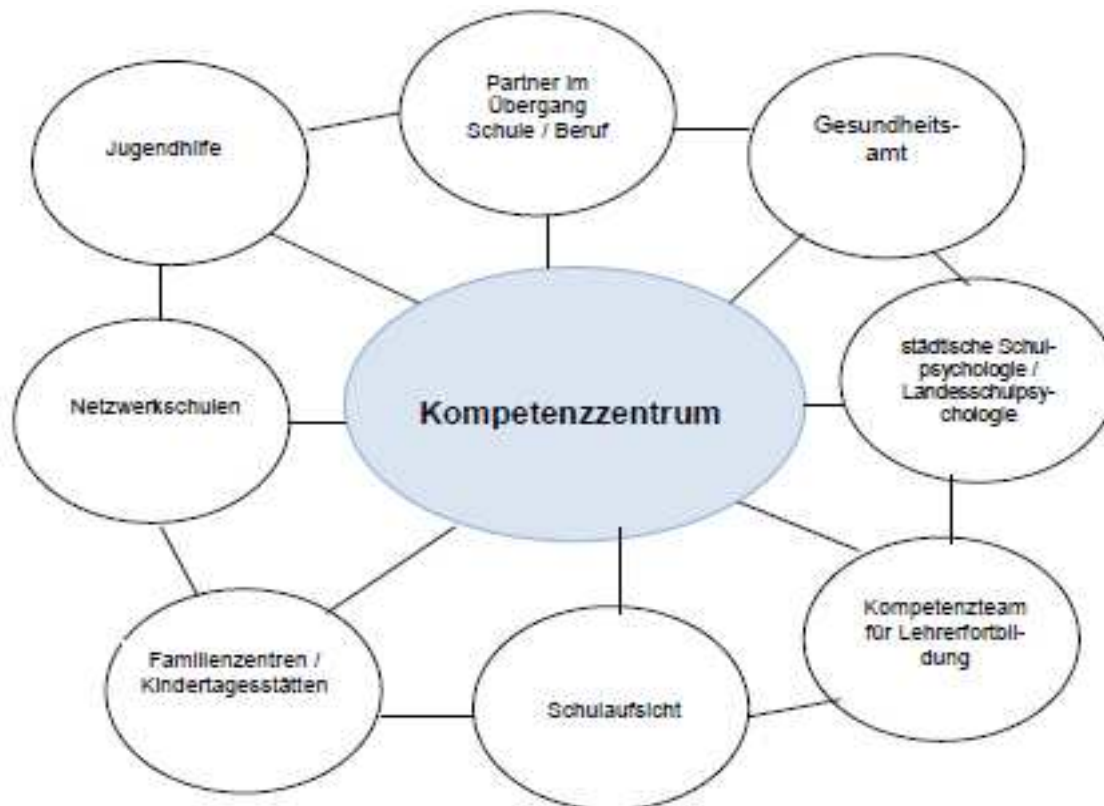 Partner im
Übergang
Schule / Beruf
Jugendhilfe
Gesundheits-
amt
städtische Schul-
psychologie /
Landesschulpsy-
chologie
Netzwerkschulen
Kompetenzzentrum
Kompetenzteam
für Lehrerfortbil-
dung
Familienzentren /
Kindertagesstätten
Schulaufsicht